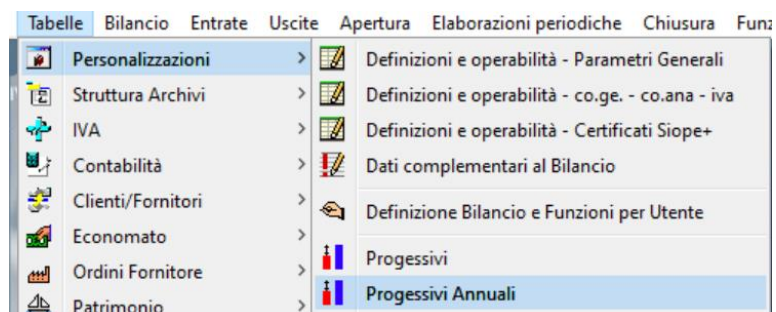 Tabelle Bilancio Entrate Uscite Apertura Elaborazioni periodiche Chiusura Funz
Personalizzazioni
Struttura Archivi
IVA
Contabilità
Clienti/Fornitori
Economato
Ordini Fornitore
Patrimonio
Definizioni e operabilità - Parametri Generali
Definizioni e operabilità - co.ge. - co.ana - iva
Definizioni e operabilità - Certificati Siope+
Dati complementari al Bilancio
Definizione Bilancio e Funzioni per Utente
Progessivi
Progessivi Annuali